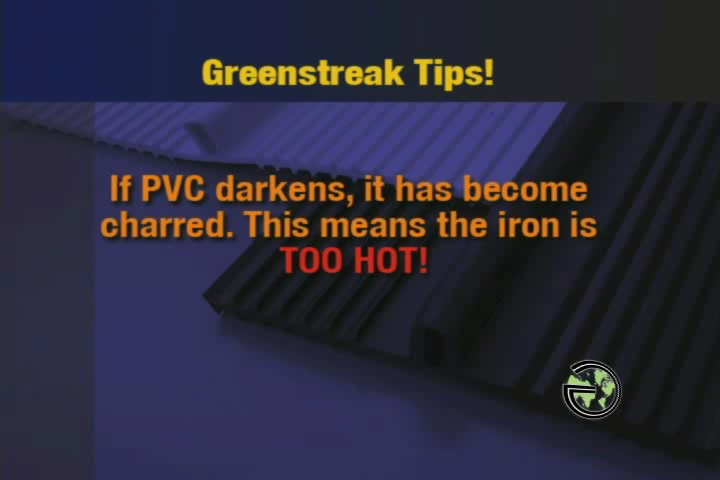 Greenstreak Tips!
If PVC darkens, it has become
charred. This means the iron is
TOO HOT!